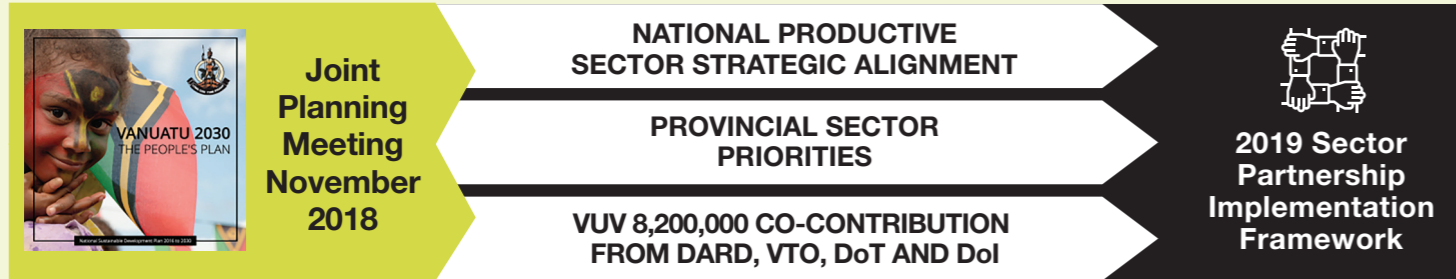 VANUATU 2030
THE PEOPLE'S PLAN
National Sustainable Development Plan 2016 to 2030
Joint
Planning
Meeting
November
2018
NATIONAL PRODUCTIVE
SECTOR STRATEGIC ALIGNMENT
PROVINCIAL SECTOR
PRIORITIES
VUV 8,200,000 CO-CONTRIBUTION
FROM DARD, VTO, DoT AND DoI
2019 Sector
Partnership
Implementation
Framework